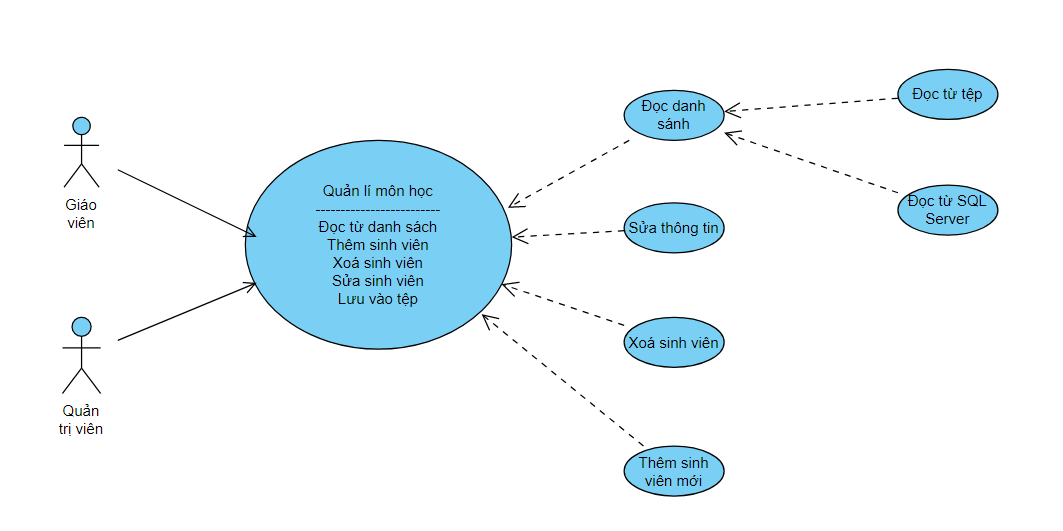 Giáo
viên
Quản
trị viên
Quản lí môn học
-------------------------
Đọc từ danh sách
Thêm sinh viên
Xoá sinh viên
Sửa sinh viên
Lưu vào tệp
Đọc danh
sánh
Sửa thông tin
Xoá sinh viên
Thêm sinh
viên mới
Đọc từ tệp
Đọc từ SQL
Server